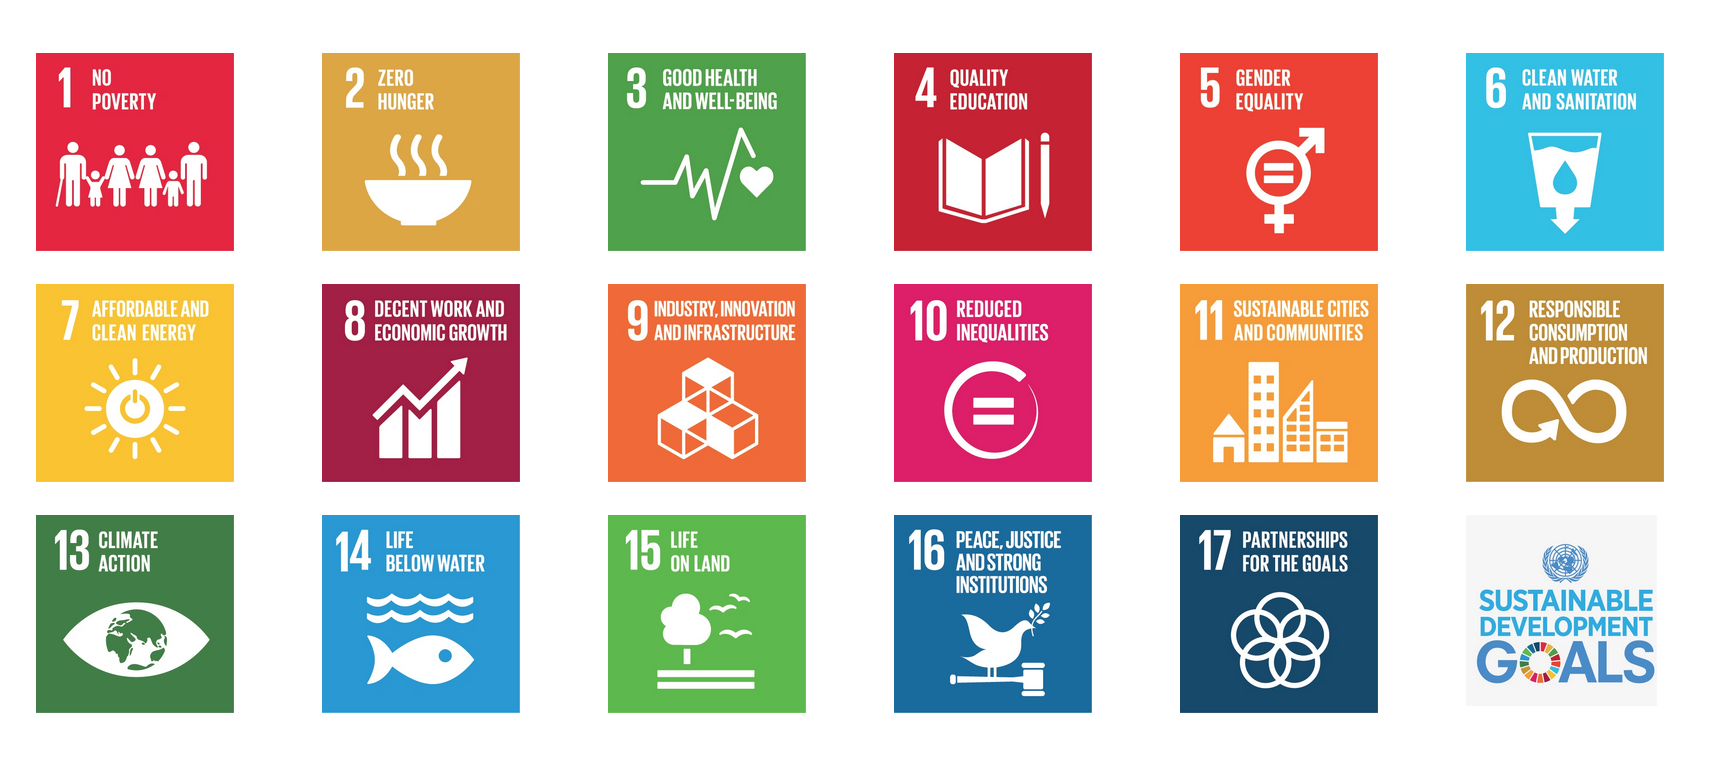 1 NO
POVERTY
2 ZERO
HUNGER
3 GOOD HEALTH
AND WELL-BEING
4 QUALITY
EDUCATION
5 GENDER
EQUALITY
6 CLEAN WATER
AND SANITATION
7 AFFORDABLE AND
CLEAN ENERGY
8 DECENT WORK AND
ECONOMIC GROWTH
9 INDUSTRY, INNOVATION
AND INFRASTRUCTURE
10 REDUCED
INEQUALITIES
11 SUSTAINABLE CITIES
AND COMMUNITIES
12 RESPONSIBLE
CONSUMPTION
AND PRODUCTION
13 CLIMATE
ACTION
14 LIFE
BELOW WATER
15 LIFE
ON LAND
16 PEACE, JUSTICE
AND STRONG
INSTITUTIONS
17 PARTNERSHIPS
FOR THE GOALS
SUSTAINABLE
DEVELOPMENT
GOALS